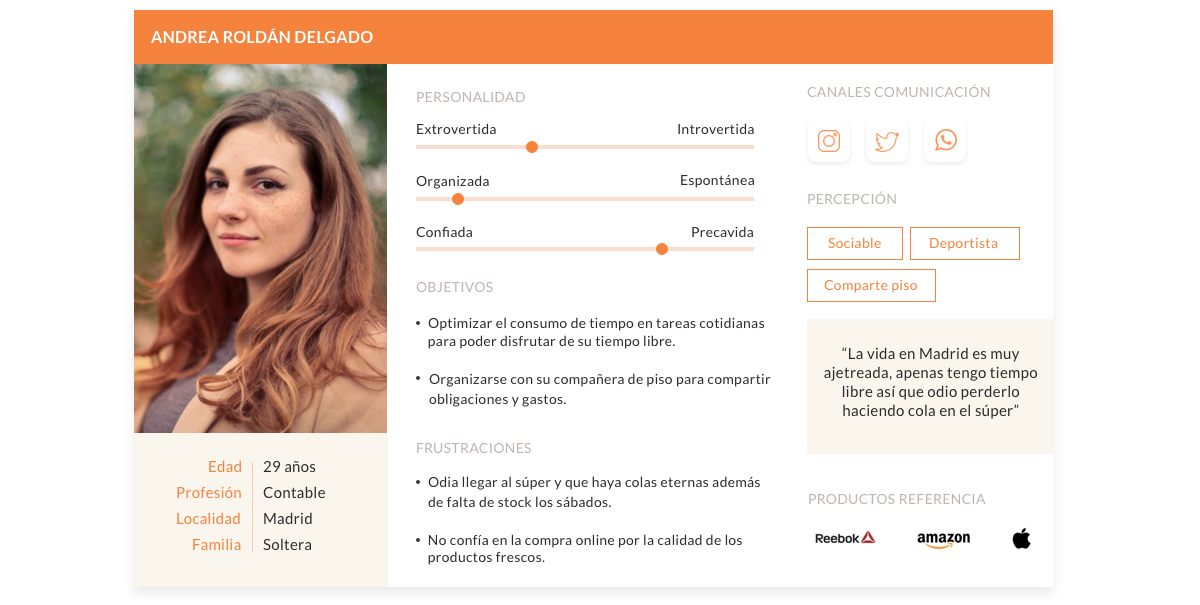 ANDREA ROLDÁN DELGADO
Edad 29 años
Profesión Contable
Localidad Madrid
Familia Soltera
PERSONALIDAD
Extrovertida Introvertida
Organizada Espontánea
Confiada Precavida
OBJETIVOS
• Optimizar el consumo de tiempo en tareas cotidianas
para poder disfrutar de su tiempo libre.
• Organizarse con su compañera de piso para compartir
obligaciones y gastos.
FRUSTRACIONES
• Odia llegar al súper y que haya colas eternas además
de falta de stock los sábados.
• No confía en la compra online por la calidad de los
productos frescos.
CANALES COMUNICACIÓN
PERCEPCIÓN
Sociable Deportista
Comparte piso
“La vida en Madrid es muy
ajetreada, apenas tengo tiempo
libre así que odio perderlo
haciendo cola en el súper”
PRODUCTOS REFERENCIA
Reebok amazon